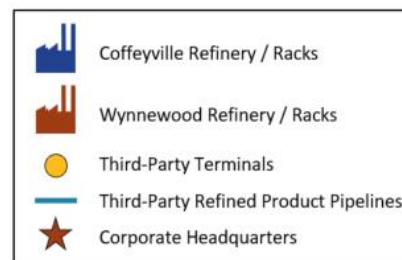 Coffeyville Refinery / Racks
Wynnewood Refinery / Racks
Third-Party Terminals
Third-Party Refined Product Pipelines
Corporate Headquarters